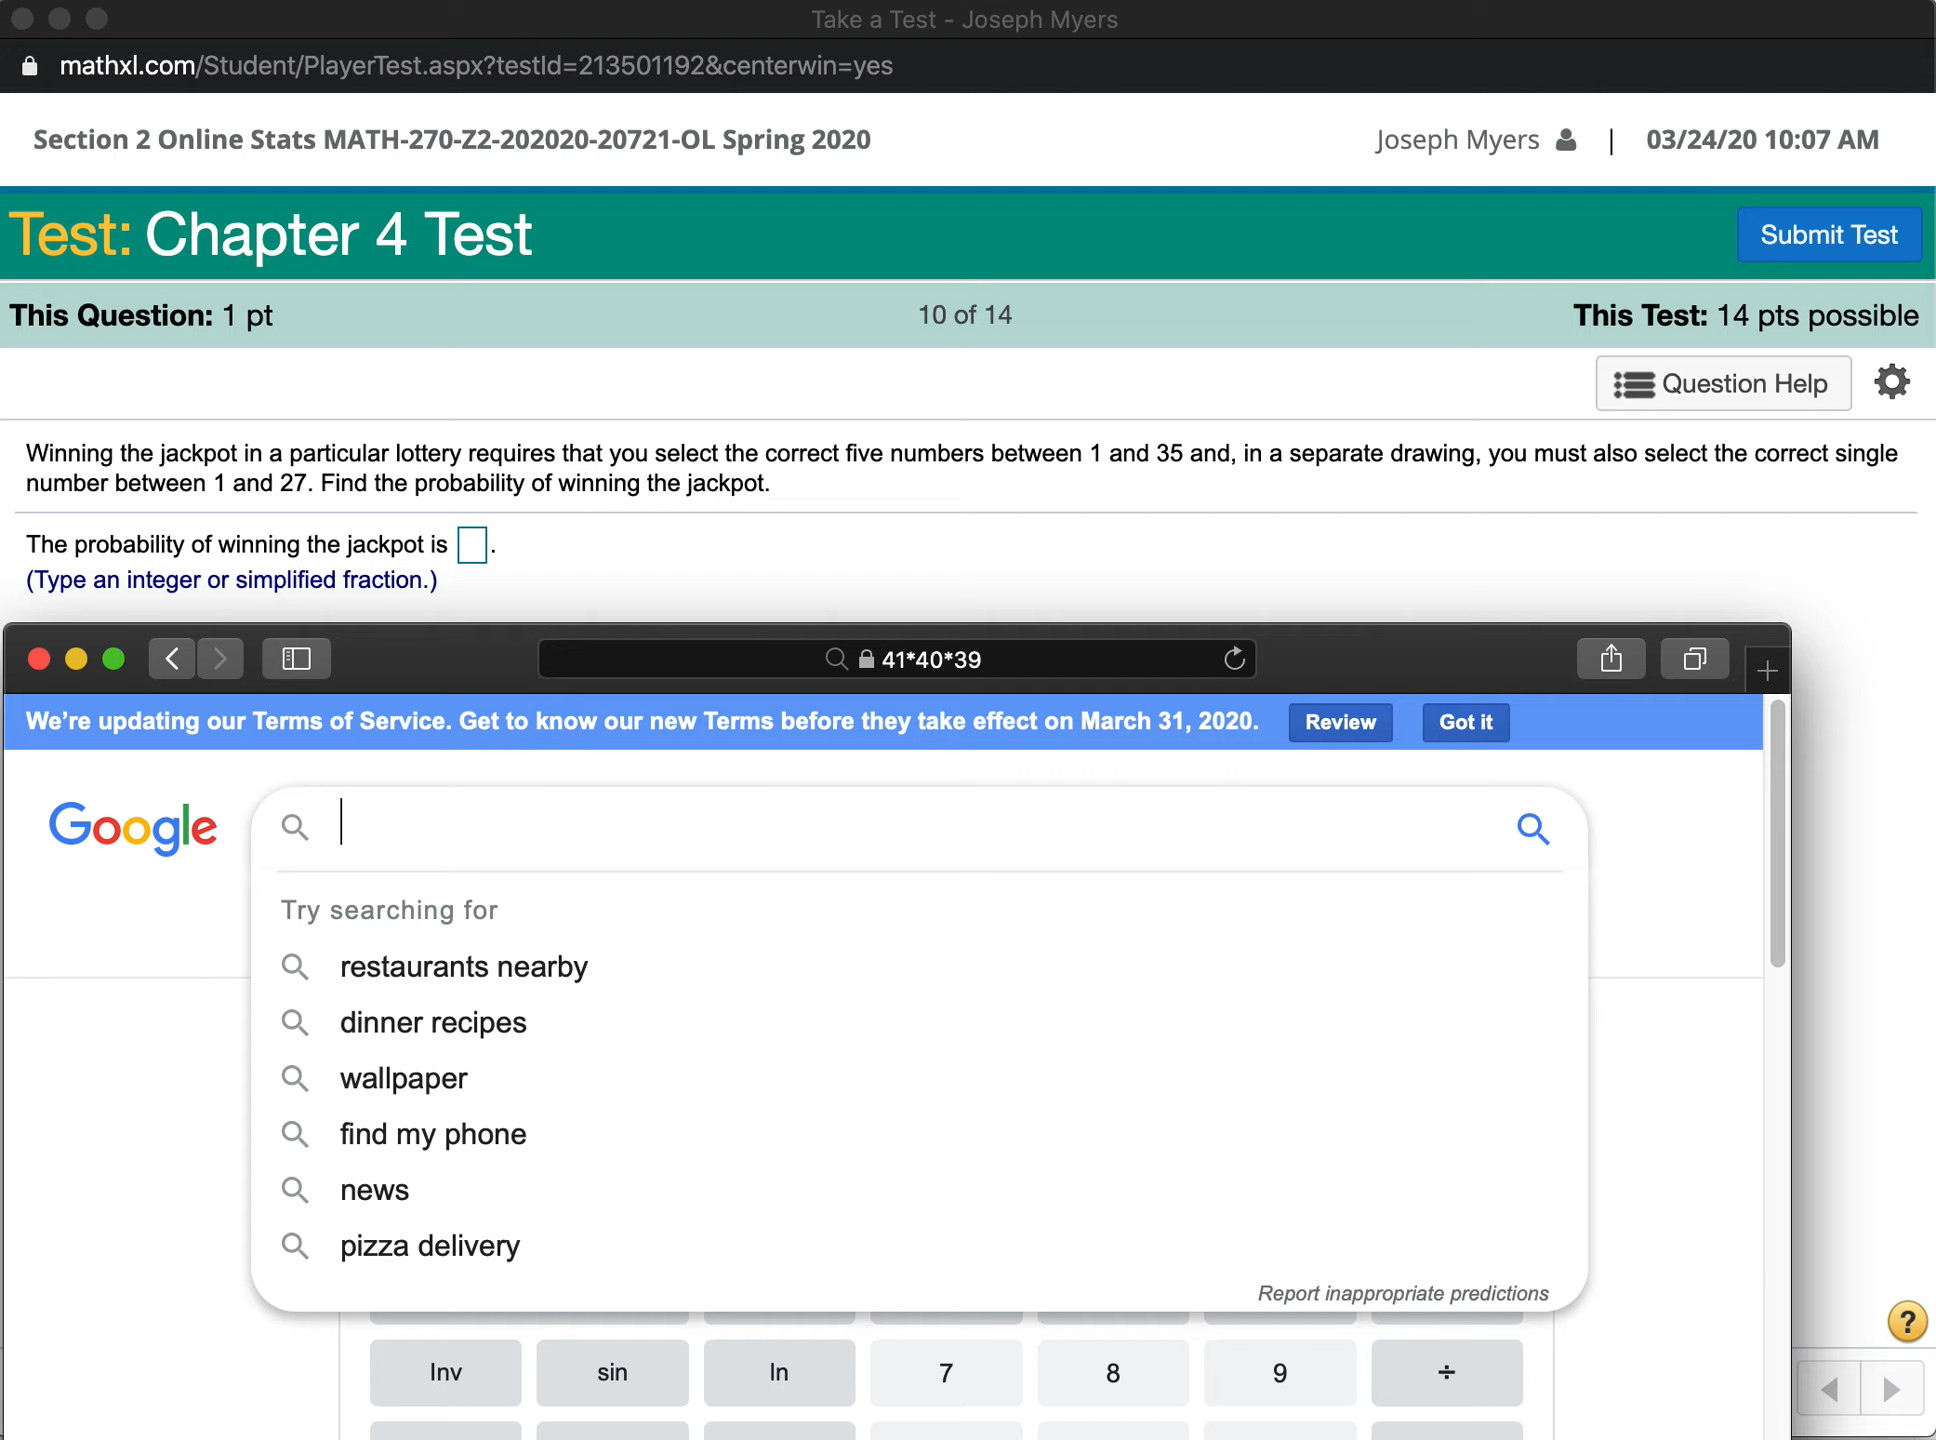 Take a Test - Joseph Myers
mathxl.com/Student/PlayerTest.aspx?testId=213501192&centerwin=yes
Section 2 Online Stats MATH-270-Z2-202020-20721-OL Spring 2020
Joseph Myers | 03/24/20 10:07 AM
Test: Chapter 4 Test
Submit Test
This Question: 1 pt
10 of 14
This Test: 14 pts possible
Question Help
Winning the jackpot in a particular lottery requires that you select the correct five numbers between 1 and 35 and, in a separate drawing, you must also select the correct single
number between 1 and 27. Find the probability of winning the jackpot.
The probability of winning the jackpot is .
(Type an integer or simplified fraction.)
41*40*39
We're updating our Terms of Service. Get to know our new Terms before they take effect on March 31, 2020.
Review
Got it
Google
Try searching for
restaurants nearby
dinner recipes
wallpaper
find my phone
news
pizza delivery
Report inappropriate predictions
?
Inv
sin
ln
7
8
9
÷